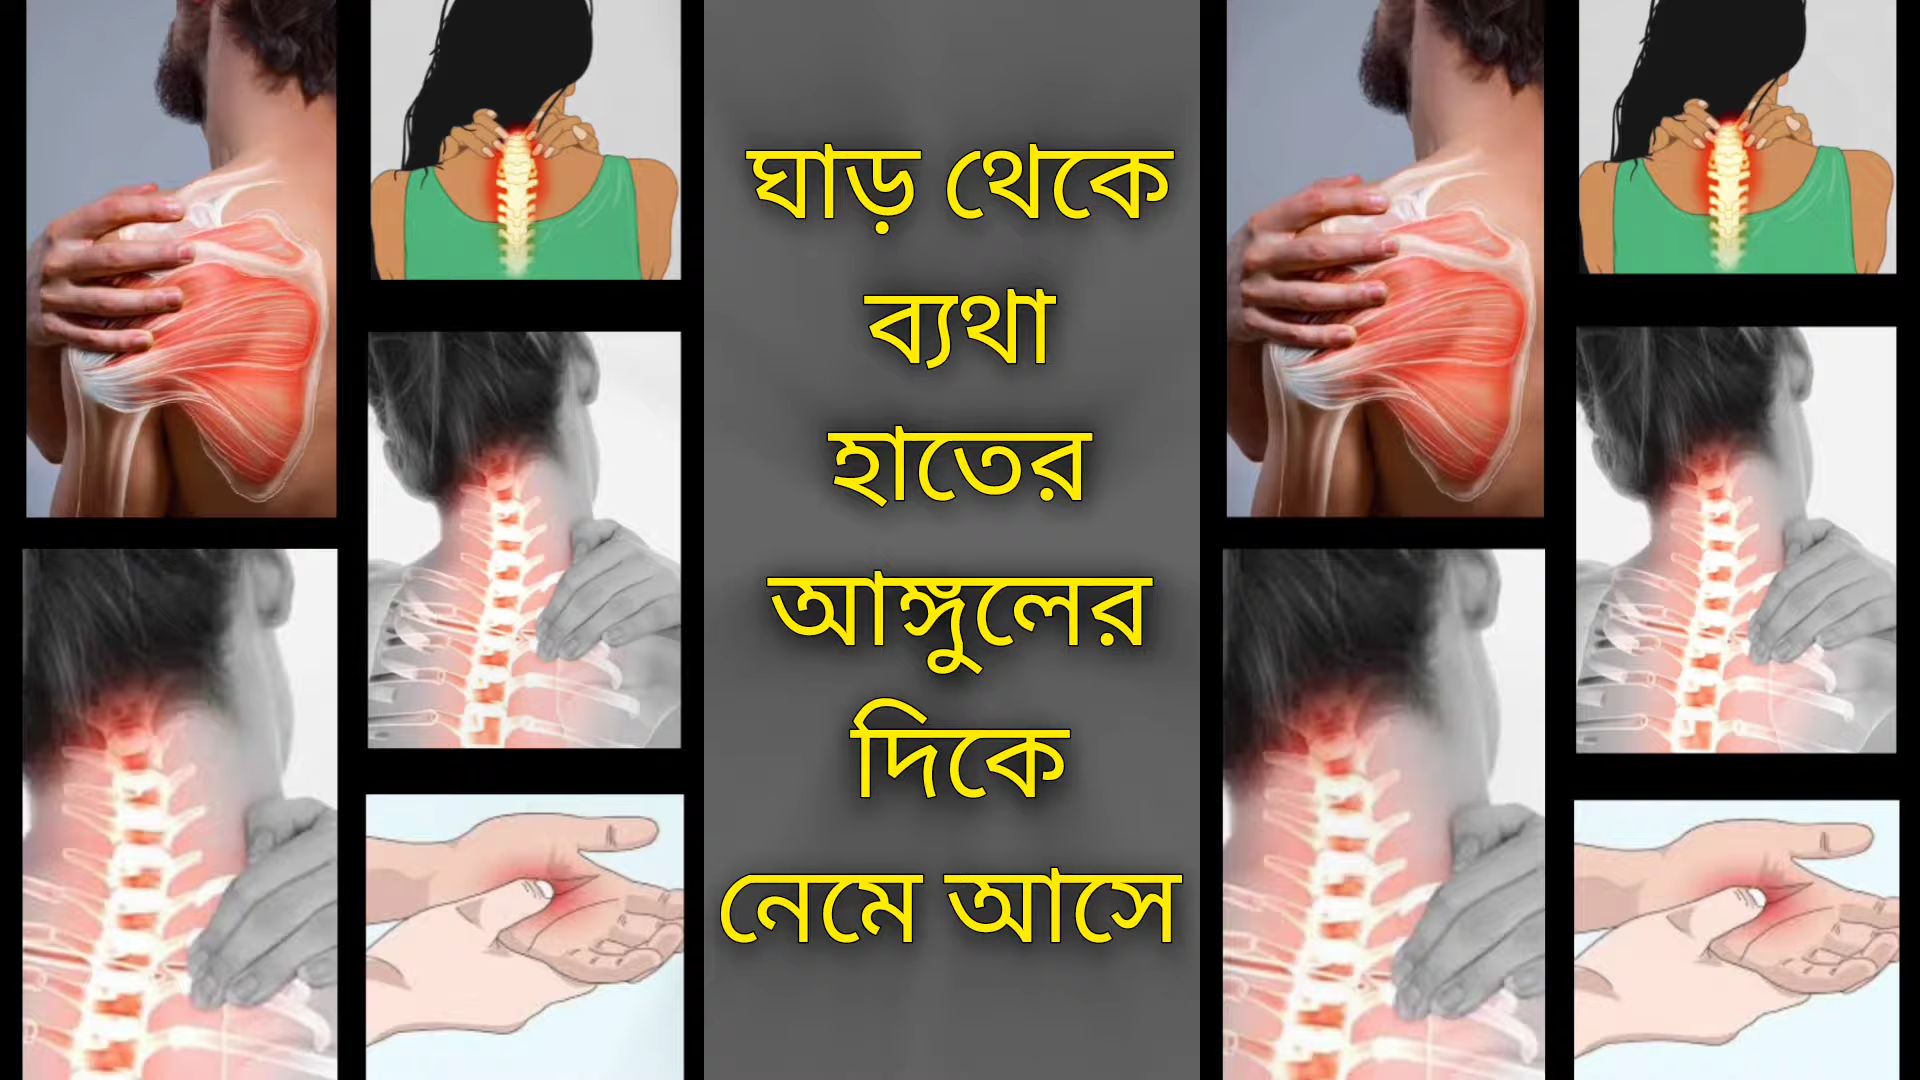 ঘাড় থেকে
ব্যথা
হাতের
আঙ্গুলের
দিকে
নেমে আসে